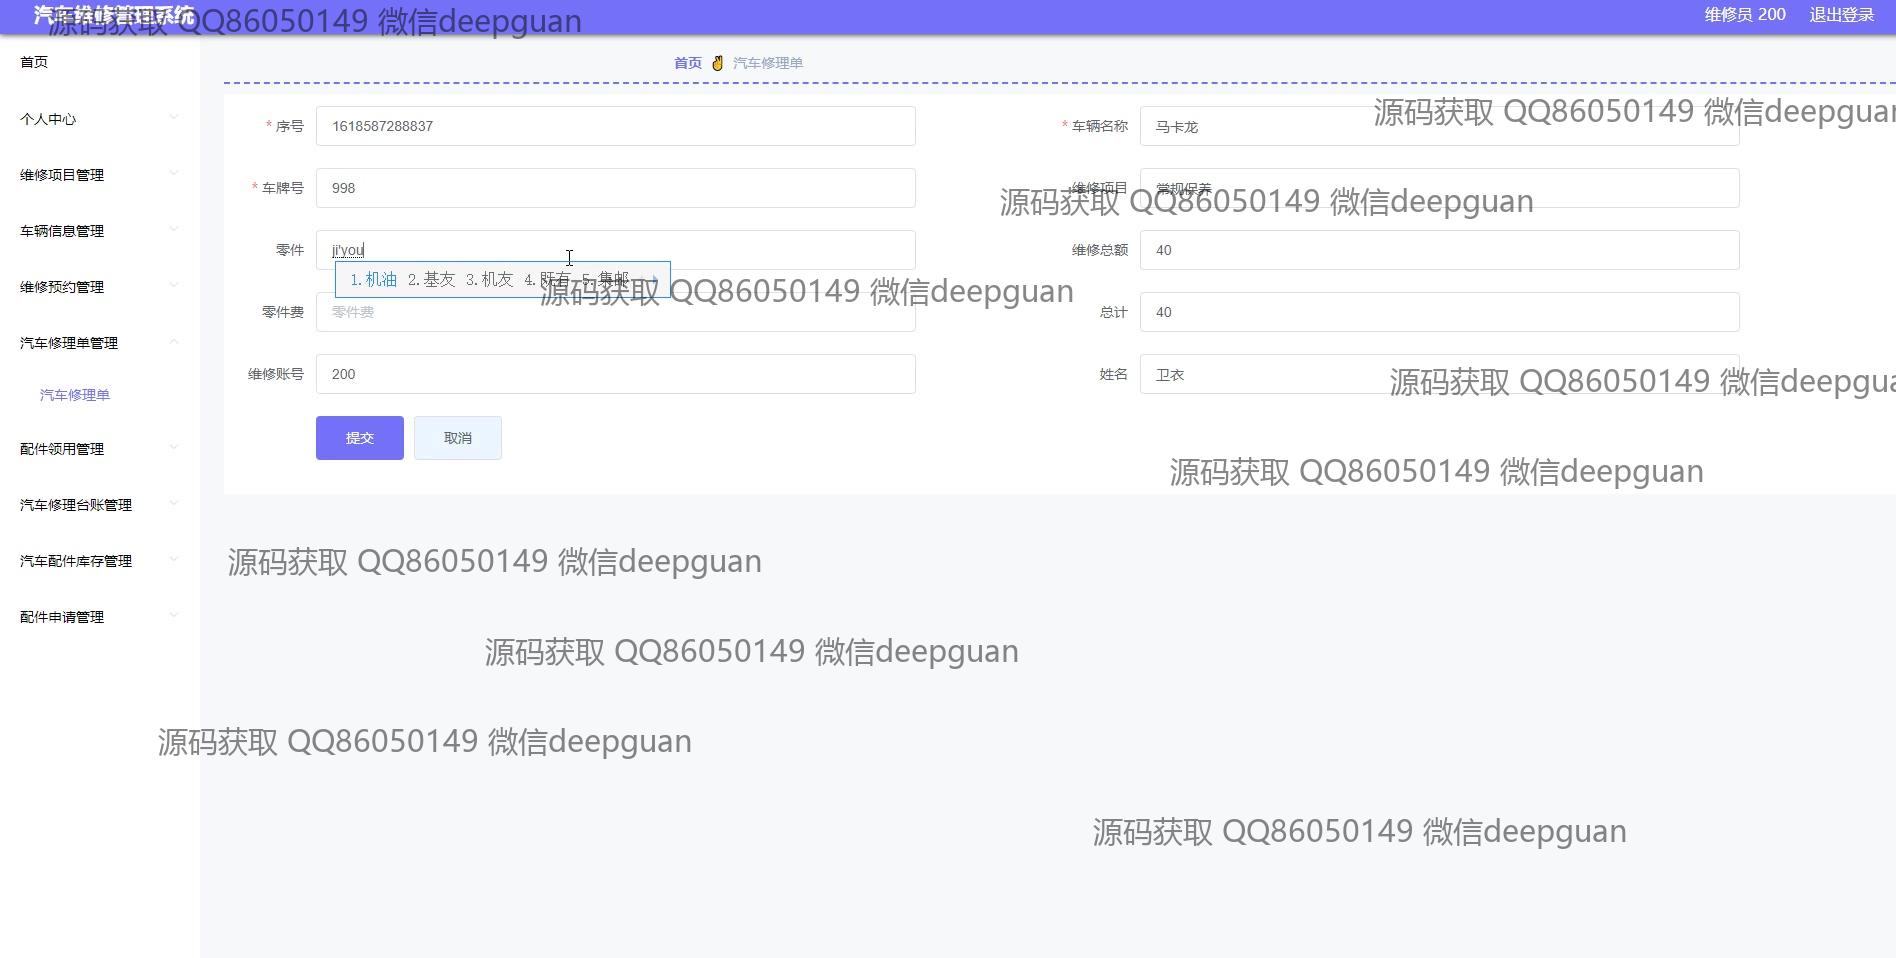 汽车维修管理系统
源码获取 QQ86050149 微信deepguan
维修员 200
退出登录
首页
首页 汽车修理单
个人中心
维修项目管理
车辆信息管理
维修预约管理
汽车修理单管理
汽车修理单
配件领用管理
汽车修理台账管理
汽车配件库存管理
配件申请管理
* 序号 1618587288837
* 车辆名称 马卡龙
源码获取 QQ86050149 微信deepguan
* 车牌号 998
维修项目 常规保养
源码获取 QQ86050149 微信deepguan
零件 ji'you
维修总额 40
1.机油 2.基友 3.机友 4.既有 5.集邮
源码获取 QQ86050149 微信deepguan
零件费 零件费
总计 40
维修账号 200
姓名 卫衣
源码获取 QQ86050149 微信deepgua
提交 取消
源码获取 QQ86050149 微信deepguan
源码获取 QQ86050149 微信deepguan
源码获取 QQ86050149 微信deepguan
源码获取 QQ86050149 微信deepguan
源码获取 QQ86050149 微信deepguan